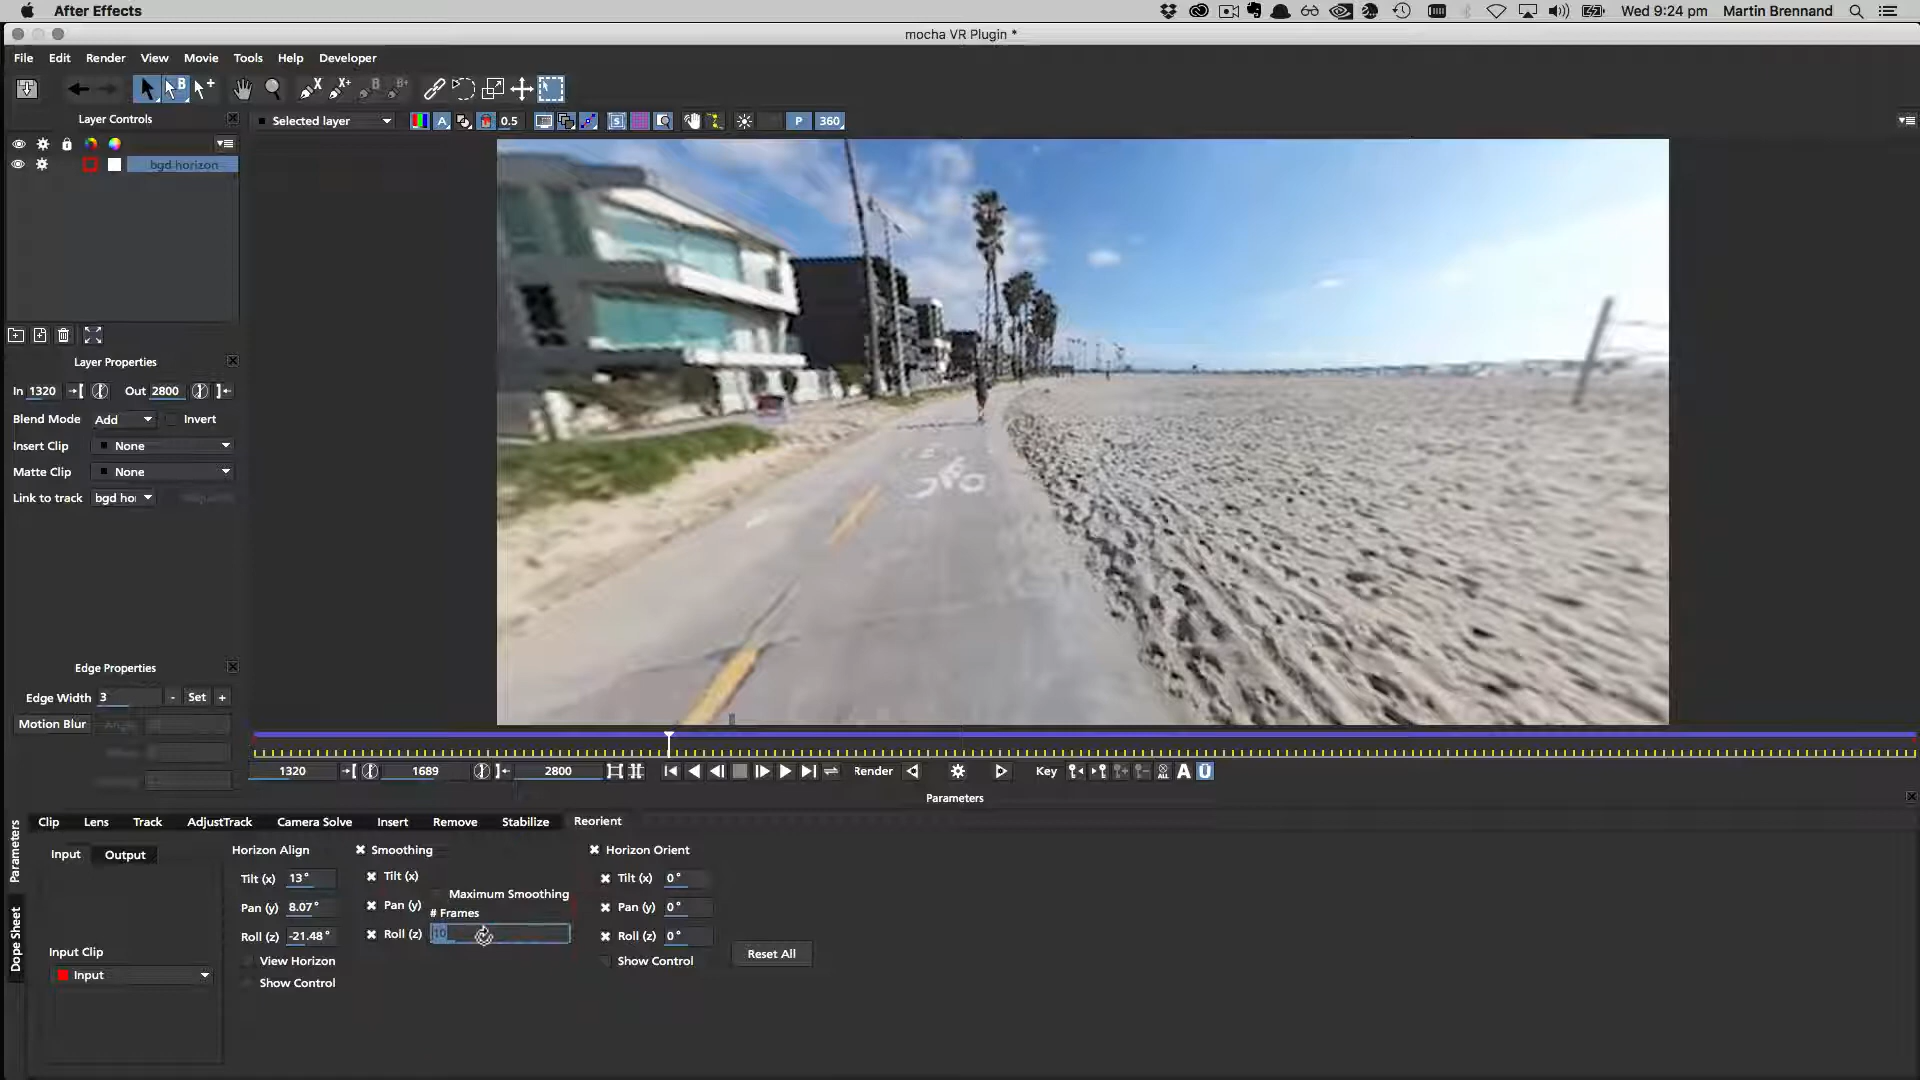 After Effects
Wed 9:24 pm Martin Brennand
mocha VR Plugin *
File Edit Render View Movie Tools Help Developer
Layer Controls
Selected layer
A 0.5 S P 360
bgd horizon
Layer Properties
In 1320 Out 2800
Blend Mode Add Invert
Insert Clip None
Matte Clip None
Link to track bgd ho
Edge Properties
Edge Width 3 - Set +
Motion Blur Angle
1320 1689 2800 Render Key ALL A U
Parameters
Parameters
Dope Sheet
Clip Lens Track AdjustTrack Camera Solve Insert Remove Stabilize Reorient
Input Output
Input Clip
Input
Horizon Align
Tilt (x) 13°
Pan (y) 8.07°
Roll (z) -21.48°
View Horizon
Show Control
Smoothing
Tilt (x)
Pan (y)
Roll (z)
Maximum Smoothing
# Frames
10
Horizon Orient
Tilt (x) 0°
Pan (y) 0°
Roll (z) 0°
Show Control
Reset All